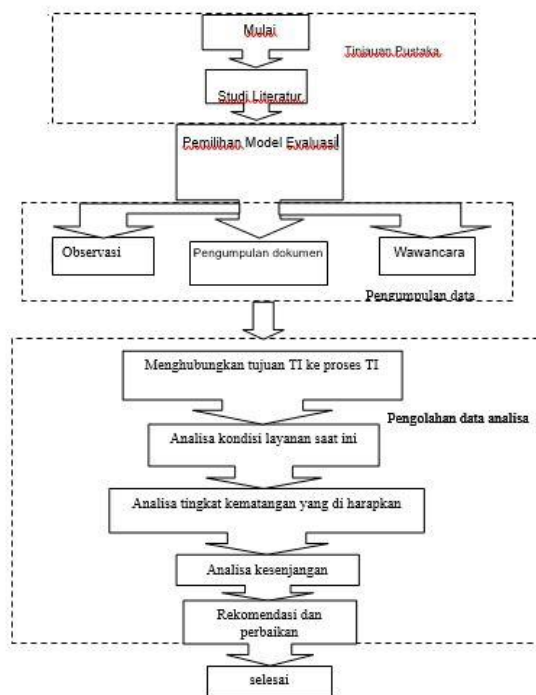 Mulai
Tinjauan Pustaka
Studi Literatur
Pemilihan Model Evaluasil
Observasi
Pengumpulan dokumen
Wawancara
Pengumpulan data
Menghubungkan tujuan TI ke proses TI
Pengolahan data analisa
Analisa kondisi layanan saat ini
Analisa tingkat kematangan yang di harapkan
Analisa kesenjangan
Rekomendasi dan
perbaikan
selesai